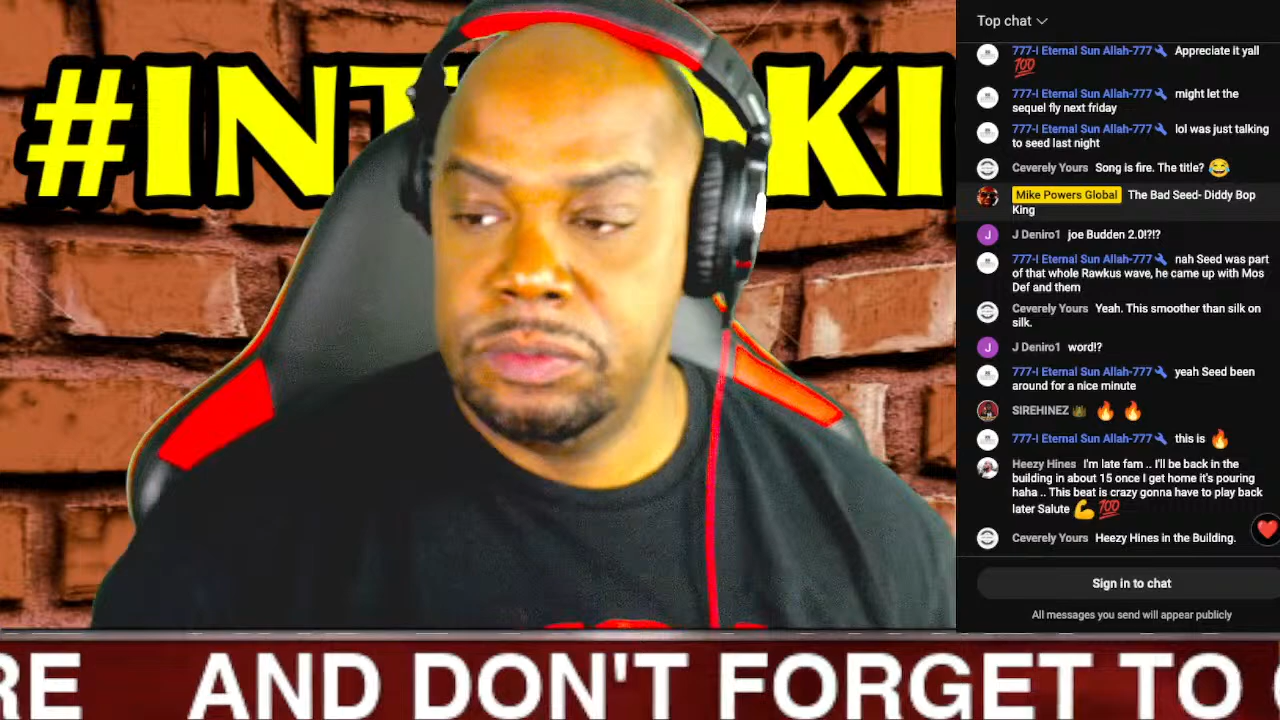 #INT
KI
Top chat
777-I Eternal Sun Allah-777 Appreciate it yall
💯
777-I Eternal Sun Allah-777 might let the
sequel fly next friday
777-I Eternal Sun Allah-777 lol was just talking
to seed last night
Ceverely Yours Song is fire. The title? 😂
Mike Powers Global The Bad Seed- Diddy Bop
King
J Deniro1 joe Budden 2.0!?!?
777-I Eternal Sun Allah-777 nah Seed was part
of that whole Rawkus wave, he came up with Mos
Def and them
Ceverely Yours Yeah. This smoother than silk on
silk.
J Deniro1 word!?
777-I Eternal Sun Allah-777 yeah Seed been
around for a nice minute
SIREHINEZ 🔥 🔥
777-I Eternal Sun Allah-777 this is 🔥
Heezy Hines I'm late fam .. I'll be back in the
building in about 15 once I get home it's pouring
haha .. This beat is crazy gonna have to play back
later Salute 💪 💯
Ceverely Yours Heezy Hines in the Building.
Sign in to chat
All messages you send will appear publicly
RE AND DON'T FORGET TO